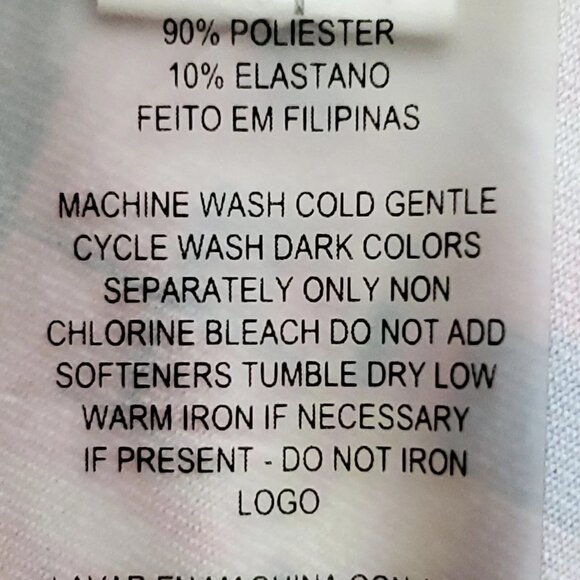 90% POLIESTER
10% ELASTANO
FEITO EM FILIPINAS
MACHINE WASH COLD GENTLE
CYCLE WASH DARK COLORS
SEPARATELY ONLY NON
CHLORINE BLEACH DO NOT ADD
SOFTENERS TUMBLE DRY LOW
WARM IRON IF NECESSARY
IF PRESENT - DO NOT IRON
LOGO